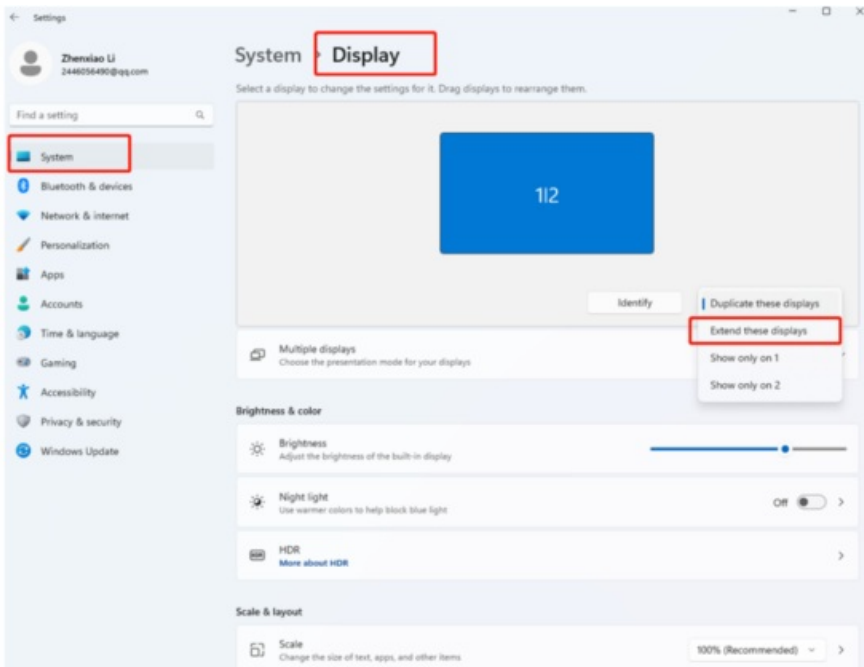 Settings
Zhenxiao Li
2446056490@qq.com
Find a setting
System
Bluetooth & devices
Network & internet
Personalization
Apps
Accounts
Time & language
Gaming
Accessibility
Privacy & security
Windows Update
System › Display
Select a display to change the settings for it. Drag displays to rearrange them.
1|2
Identify
Duplicate these displays
Extend these displays
Show only on 1
Show only on 2
Multiple displays
Choose the presentation mode for your displays
Brightness & color
Brightness
Adjust the brightness of the built-in display
Night light
Use warmer colors to help block blue light
Off
HDR
HDR
More about HDR
Scale & layout
Scale
Change the size of text, apps, and other items
100% (Recommended)